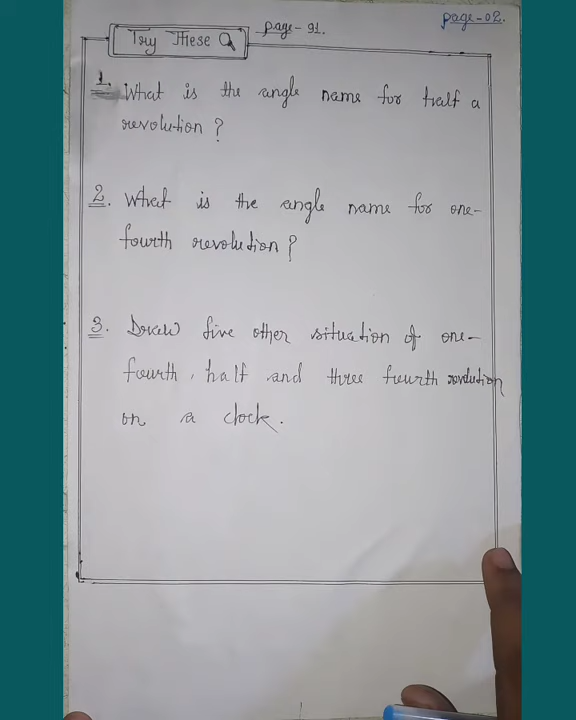 page-02.
Try These
page-91.
1. What is the angle name for half a
revolution ?
2. What is the angle name for one-
fourth revolution ?
3. Draw five other situation of one-
fourth, half and three fourth revolution
on a clock.